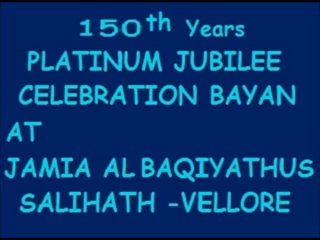 150th Years
PLATINUM JUBILEE
CELEBRATION BAYAN
AT
JAMIA AL BAQIYATHUS
SALIHATH -VELLORE